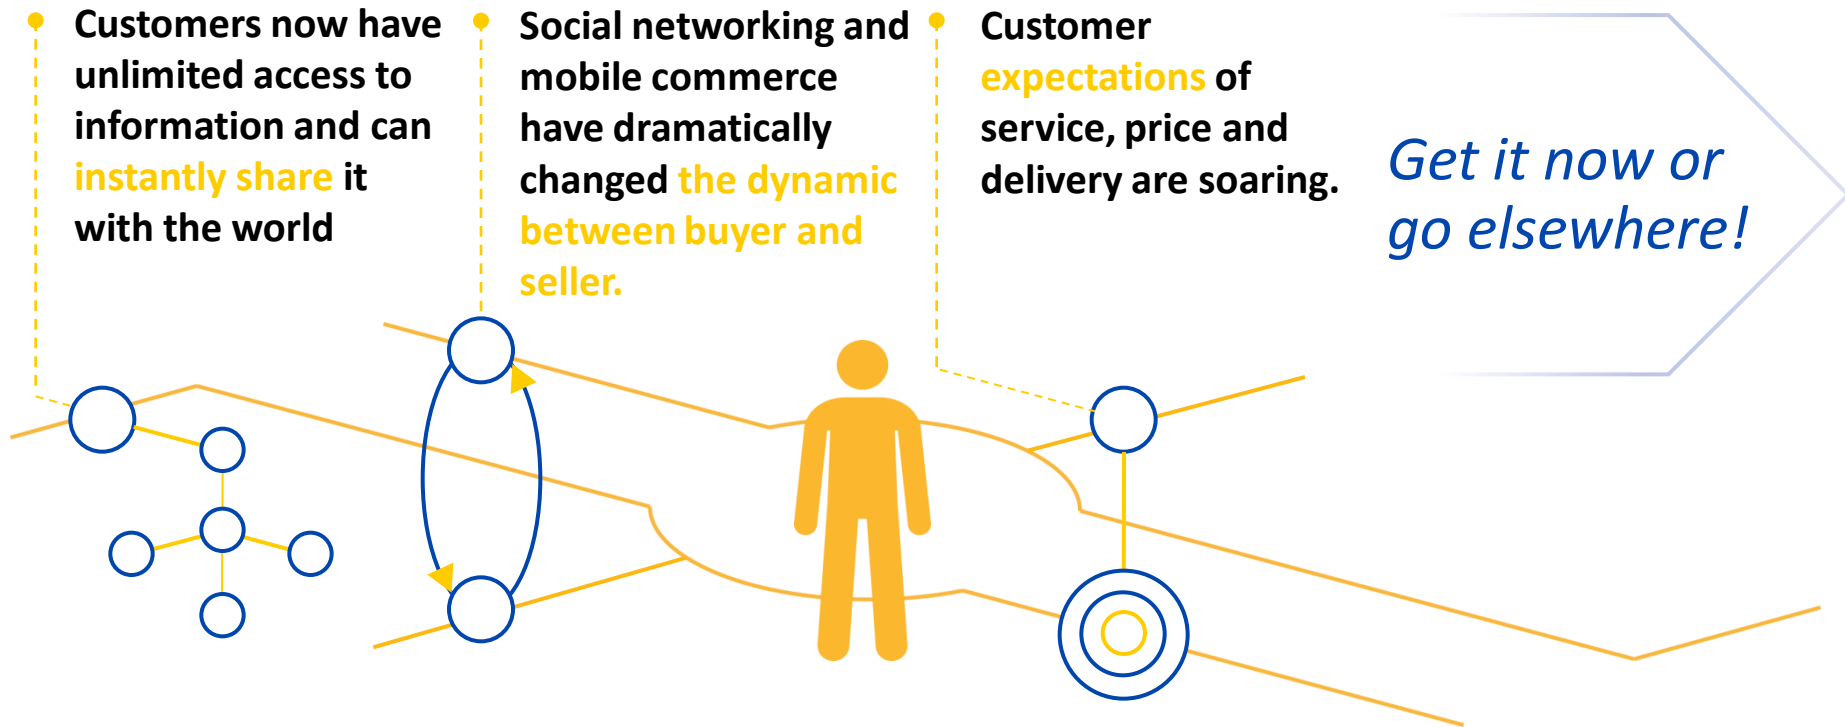 Customers now have
unlimited access to
information and can
instantly share it
with the world
Social networking and
mobile commerce
have dramatically
changed the dynamic
between buyer and
seller.
Customer
expectations of
service, price and
delivery are soaring.
Get it now or
go elsewhere!